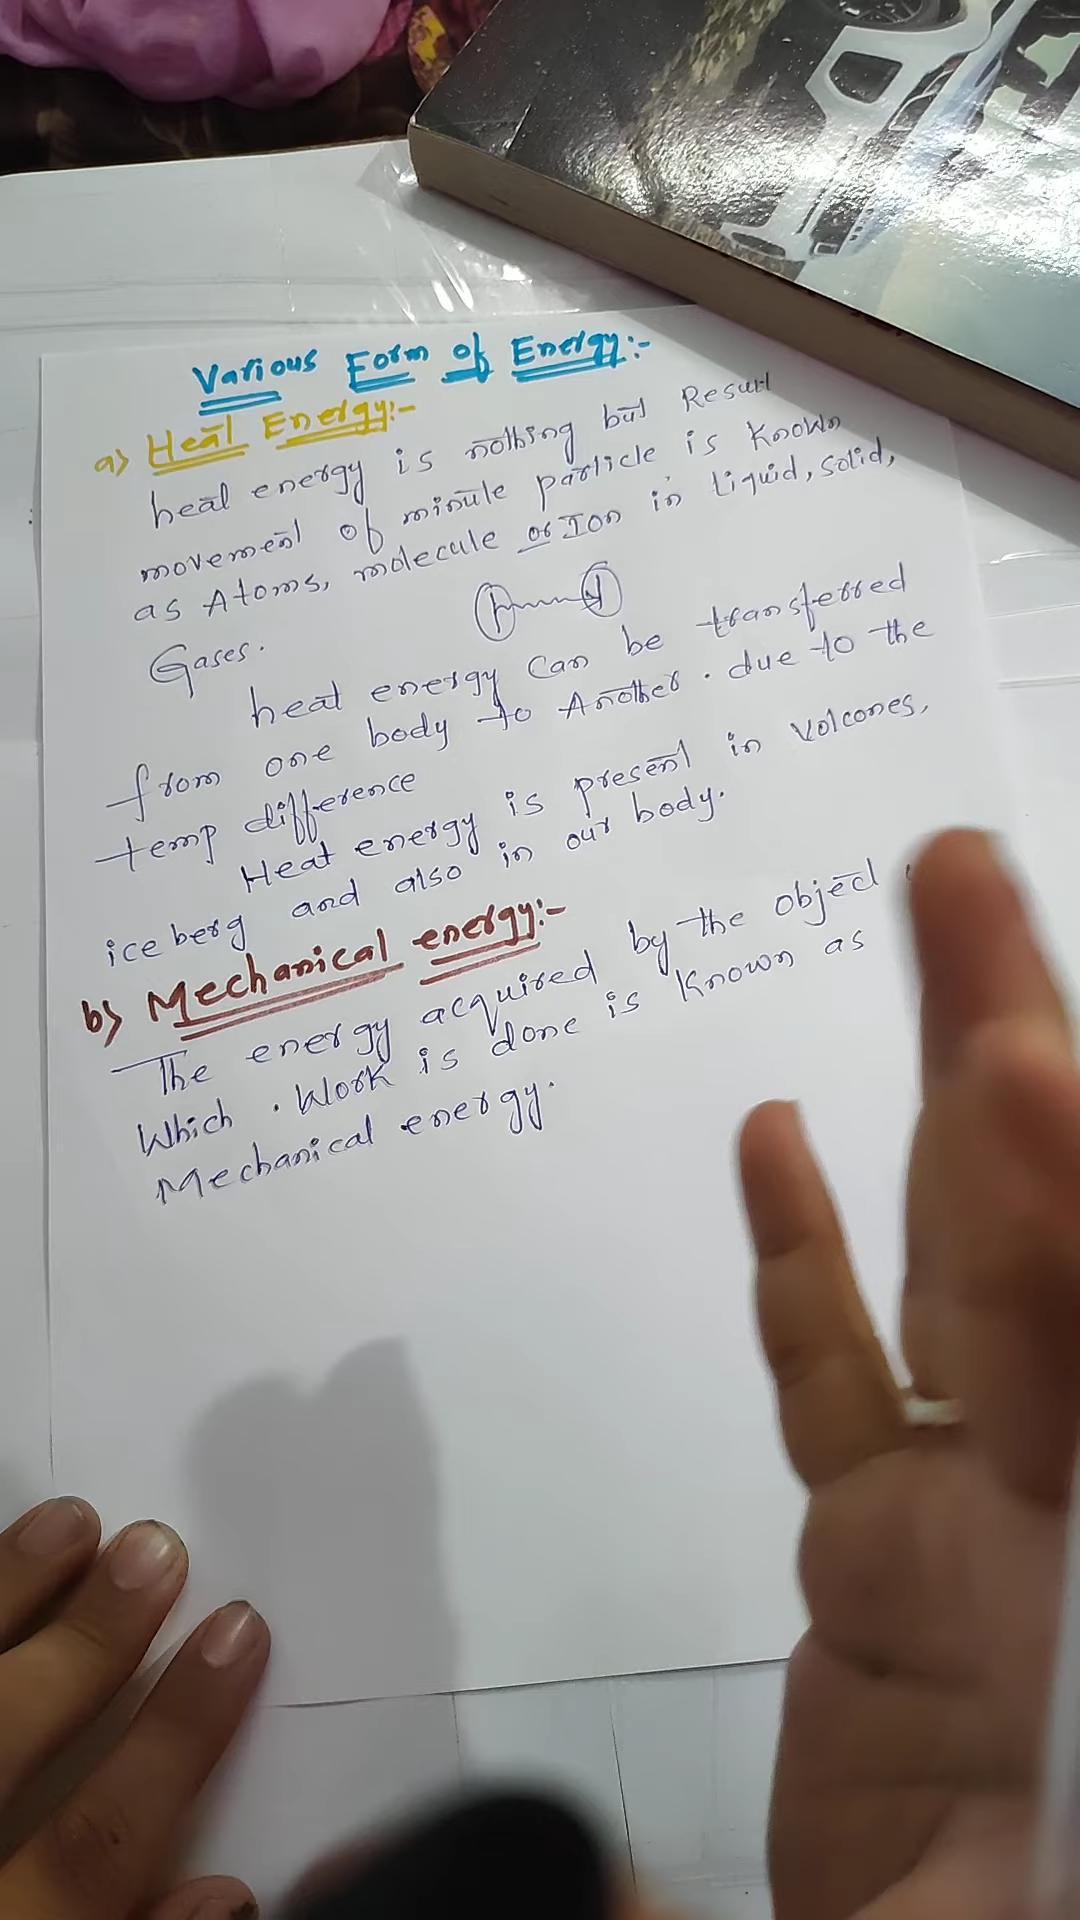 Various Form of Energy:-
a) Heat Energy:-
heat energy is nothing but Result
movement of minute particle is known
as Atoms, molecule or Ion in Liquid, Solid,
Gases.
heat energy can be transferred
from one body to Another. due to the
temp difference
Heat energy is present in Volcones,
ice berg and also in our body.
b) Mechanical energy:-
The energy acquired by the object
Which . Work is done is Known as
Mechanical energy.